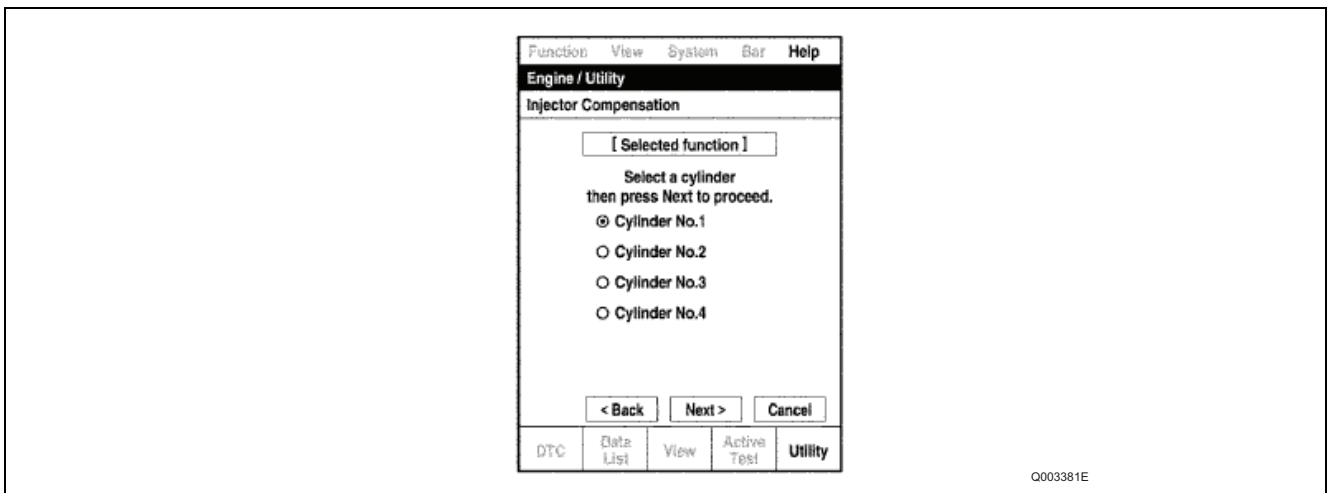 Function View System Bar Help
Engine / Utility
Injector Compensation
[ Selected function ]
Select a cylinder
then press Next to proceed.
Cylinder No.1
Cylinder No.2
Cylinder No.3
Cylinder No.4
< Back Next > Cancel
DTC Data List View Active Test Utility
Q003381E